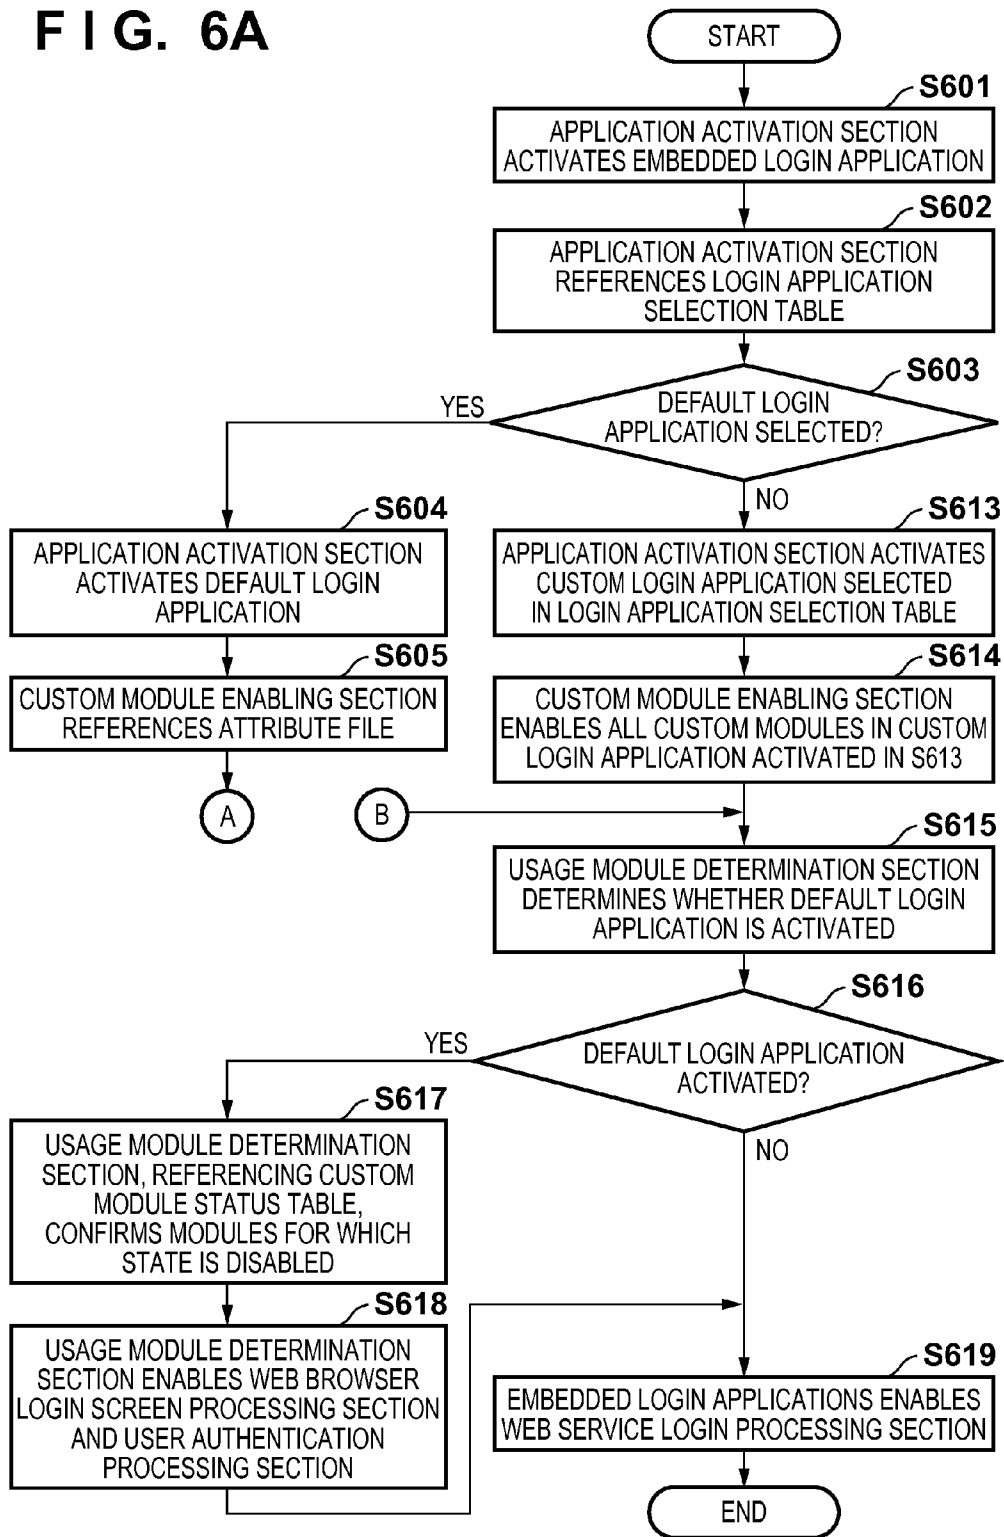 FIG. 6A
START
S601
APPLICATION ACTIVATION SECTION
ACTIVATES EMBEDDED LOGIN APPLICATION
S602
APPLICATION ACTIVATION SECTION
REFERENCES LOGIN APPLICATION
SELECTION TABLE
S603
YES
DEFAULT LOGIN
APPLICATION SELECTED?
NO
S604
APPLICATION ACTIVATION SECTION
ACTIVATES DEFAULT LOGIN
APPLICATION
S613
APPLICATION ACTIVATION SECTION ACTIVATES
CUSTOM LOGIN APPLICATION SELECTED
IN LOGIN APPLICATION SELECTION TABLE
S605
CUSTOM MODULE ENABLING SECTION
REFERENCES ATTRIBUTE FILE
S614
CUSTOM MODULE ENABLING SECTION
ENABLES ALL CUSTOM MODULES IN CUSTOM
LOGIN APPLICATION ACTIVATED IN S613
A
B
S615
USAGE MODULE DETERMINATION SECTION
DETERMINES WHETHER DEFAULT LOGIN
APPLICATION IS ACTIVATED
S616
YES
DEFAULT LOGIN APPLICATION
ACTIVATED?
NO
S617
USAGE MODULE DETERMINATION
SECTION, REFERENCING CUSTOM
MODULE STATUS TABLE,
CONFIRMS MODULES FOR WHICH
STATE IS DISABLED
S618
USAGE MODULE DETERMINATION
SECTION ENABLES WEB BROWSER
LOGIN SCREEN PROCESSING SECTION
AND USER AUTHENTICATION
PROCESSING SECTION
S619
EMBEDDED LOGIN APPLICATIONS ENABLES
WEB SERVICE LOGIN PROCESSING SECTION
END